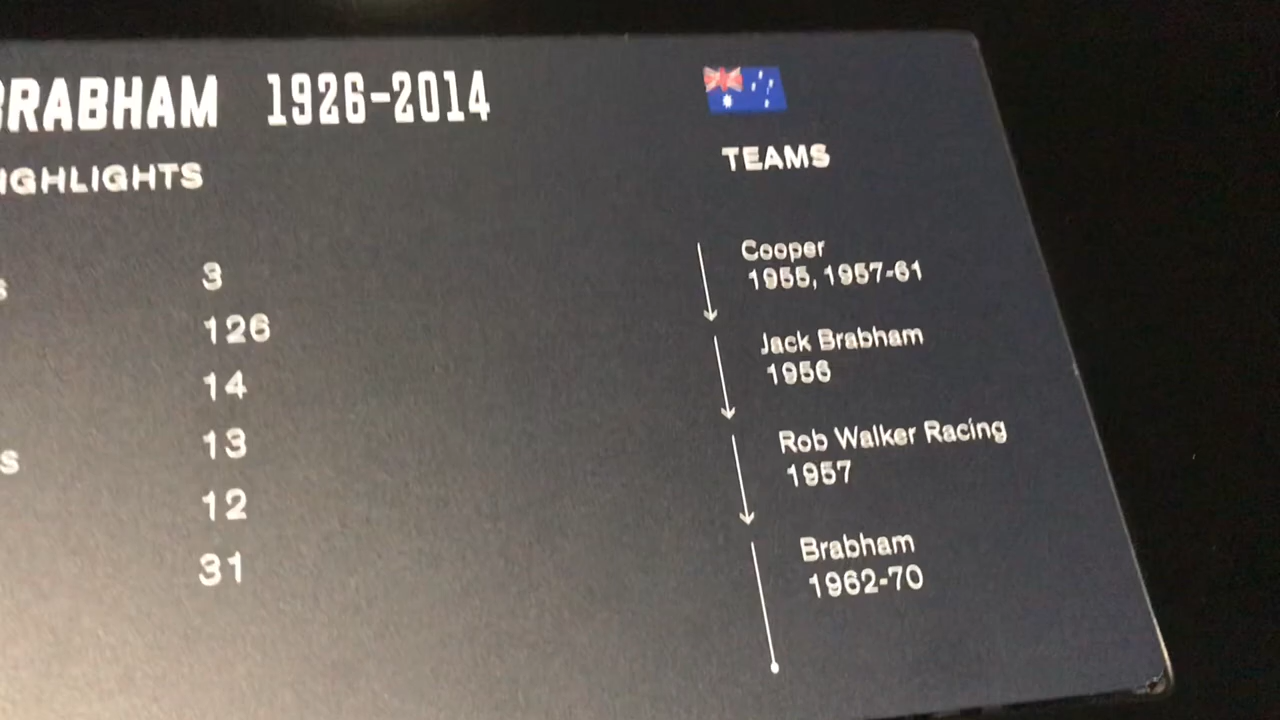 BRABHAM 1926-2014
HIGHLIGHTS
s 3
126
14
13
s 12
31
TEAMS
Cooper
1955, 1957-61
Jack Brabham
1956
Rob Walker Racing
1957
Brabham
1962-70